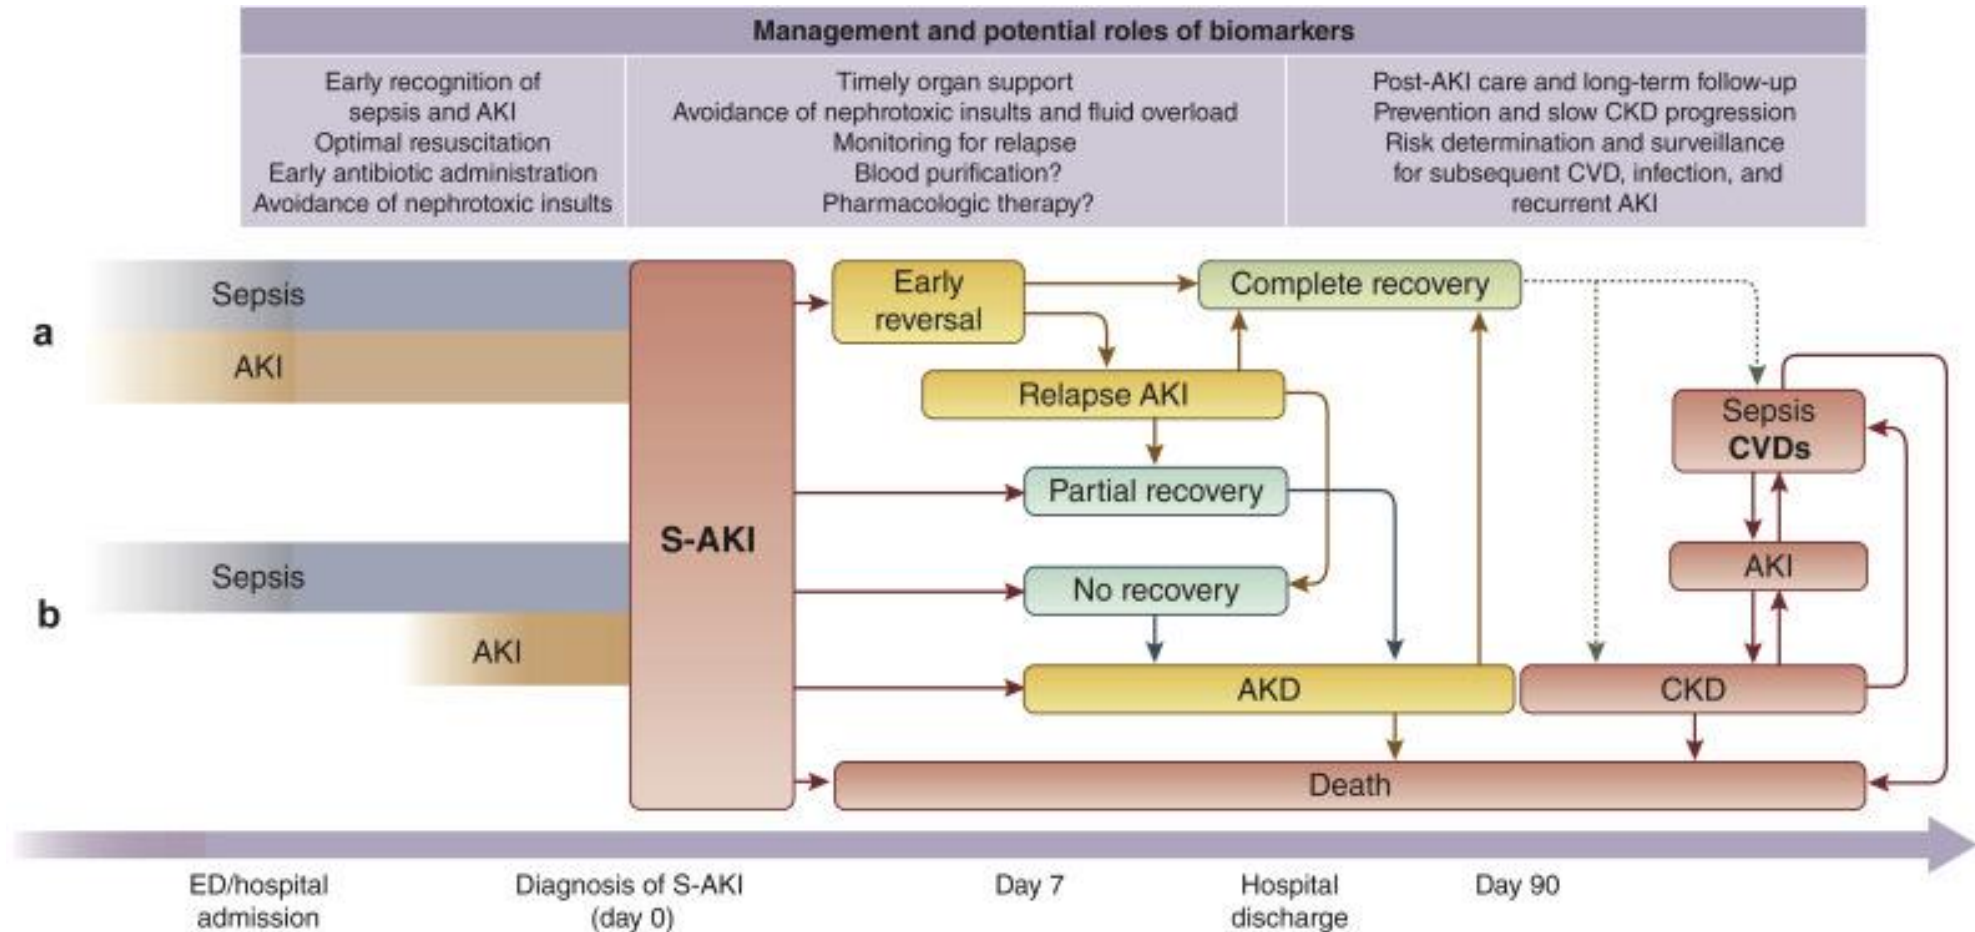 Management and potential roles of biomarkers
Early recognition of
sepsis and AKI
Optimal resuscitation
Early antibiotic administration
Avoidance of nephrotoxic insults
Timely organ support
Avoidance of nephrotoxic insults and fluid overload
Monitoring for relapse
Blood purification?
Pharmacologic therapy?
Post-AKI care and long-term follow-up
Prevention and slow CKD progression
Risk determination and surveillance
for subsequent CVD, infection, and
recurrent AKI
a
Sepsis
AKI
b
Sepsis
AKI
S-AKI
Early
reversal
Complete recovery
Relapse AKI
Partial recovery
No recovery
AKD
Sepsis
CVDs
AKI
CKD
Death
ED/hospital
admission
Diagnosis of S-AKI
(day 0)
Day 7
Hospital
discharge
Day 90